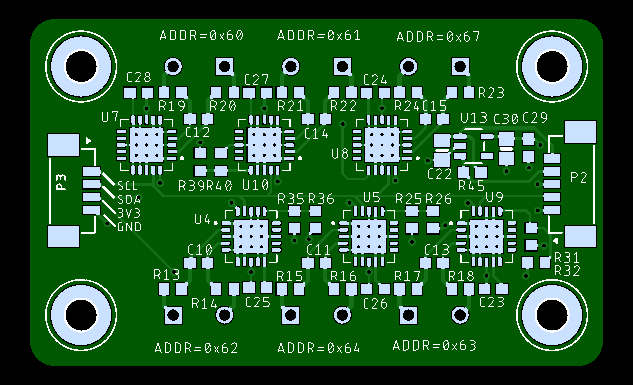 ADDR=0x60 ADDR=0x61 ADDR=0x67
C28 C27 C24
R19 R20 R21 R22 R24 C15 R23
U7 C12 C14 U13 C30 C29
U8
C22
P3 R39 R40 U10 R45 P2
SCL
SDA
3V3
GND
R35 R36 U5 R25 R26 U9
U4
C10 C11 C13 R31
R32
R13 R15 R16 R17 R18
R14 C25 C26 C23
ADDR=0x62 ADDR=0x64 ADDR=0x63